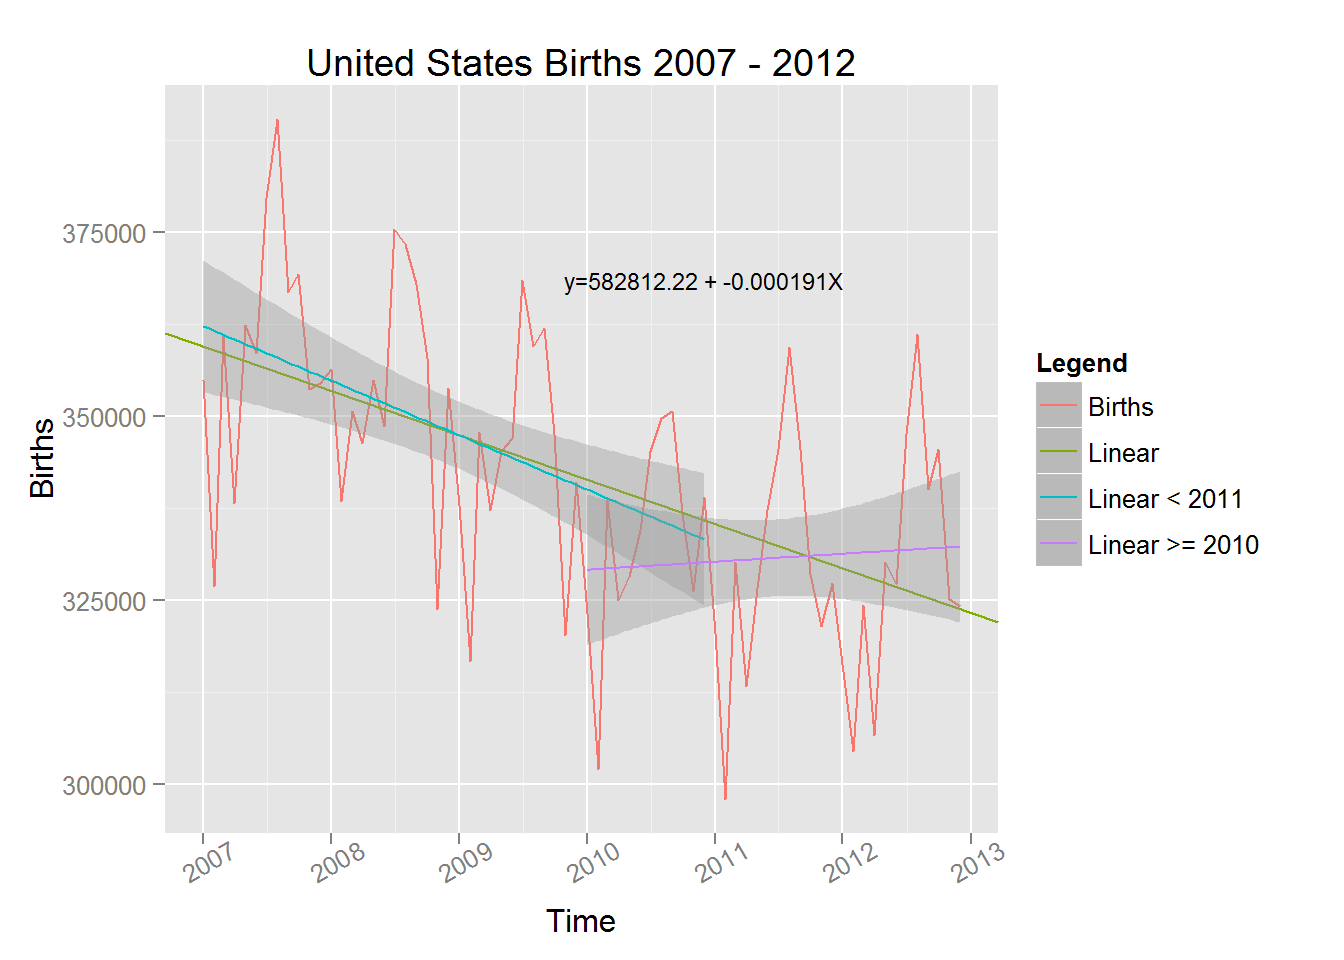 United States Births 2007 - 2012
375000
350000
325000
300000
Births
y=582812.22 + -0.000191X
2007
2008
2009
2010
2011
2012
2013
Time
Legend
Births
Linear
Linear < 2011
Linear >= 2010